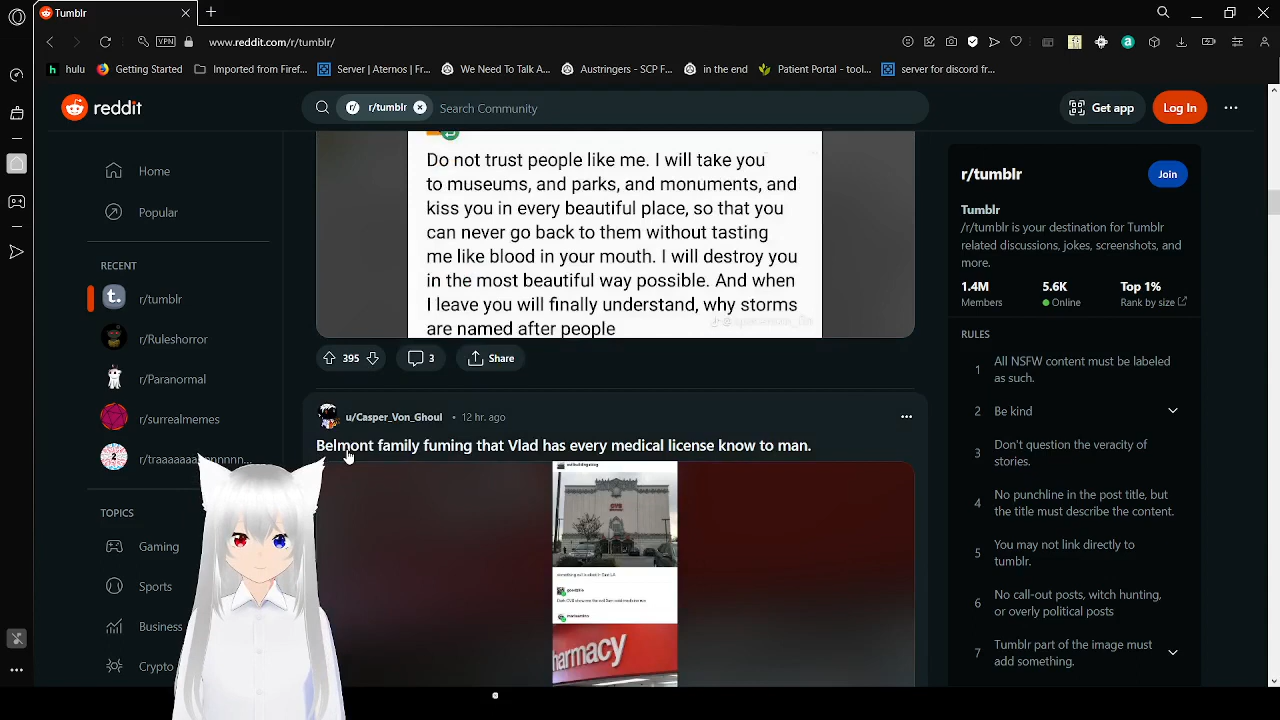 Tumblr
VPN
www.reddit.com/r/tumblr/
hulu
Getting Started
Imported from Firef...
Server | Aternos | Fr...
We Need To Talk A...
Austringers - SCP F...
in the end
Patient Portal - tool...
server for discord fr...
reddit
r/
r/tumblr
Search Community
Get app
Log In
Home
Popular
RECENT
r/tumblr
r/Ruleshorror
r/Paranormal
r/surrealmemes
r/traaaaaaannnnnn...
TOPICS
Gaming
Sports
Business
Crypto
Do not trust people like me. I will take you
to museums, and parks, and monuments, and
kiss you in every beautiful place, so that you
can never go back to them without tasting
me like blood in your mouth. I will destroy you
in the most beautiful way possible. And when
I leave you will finally understand, why storms
are named after people
395
3
Share
u/Casper_Von_Ghoul
• 12 hr. ago
Belmont family fuming that Vlad has every medical license know to man.
CVS
harmacy
r/tumblr
Join
Tumblr
/r/tumblr is your destination for Tumblr
related discussions, jokes, screenshots, and
more.
1.4M
5.6K
Top 1%
Members
Online
Rank by size
RULES
1
All NSFW content must be labeled
as such.
2
Be kind
3
Don't question the veracity of
stories.
4
No punchline in the post title, but
the title must describe the content.
5
You may not link directly to
tumblr.
6
No call-out posts, witch hunting,
or overly political posts
7
Tumblr part of the image must
add something.